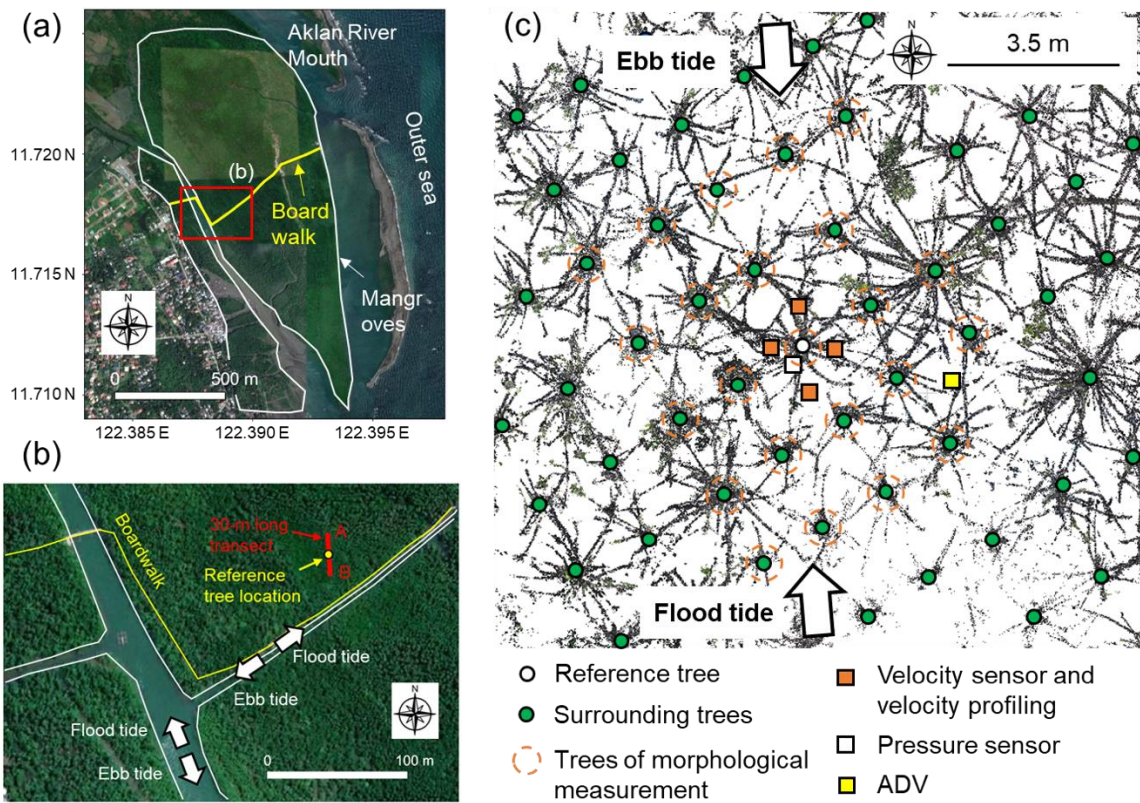 (a)
Aklan River
Mouth
11.720 N
11.715 N
11.710 N
(b)
Outer sea
Board
walk
Mangr
oves
N
0
500 m
122.385 E
122.390 E
122.395 E
(b)
Boardwalk
30-m long
transect
A
Reference
tree location
B
Flood tide
Ebb tide
Flood tide
Ebb tide
N
0
100 m
(c)
Ebb tide
N
3.5 m
Flood tide
Reference tree
Surrounding trees
Trees of morphological
measurement
Velocity sensor and
velocity profiling
Pressure sensor
ADV